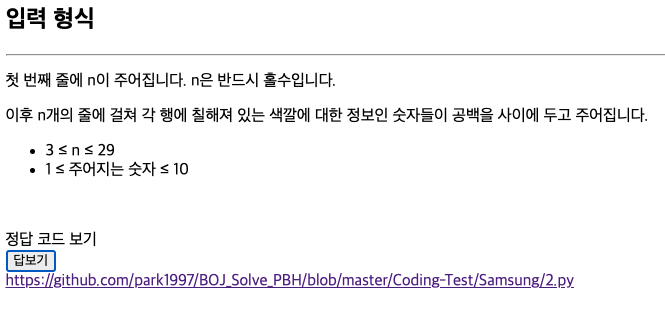 입력 형식
첫 번째 줄에 n이 주어집니다. n은 반드시 홀수입니다.
이후 n개의 줄에 걸쳐 각 행에 칠해져 있는 색깔에 대한 정보인 숫자들이 공백을 사이에 두고 주어집니다.
• 3 ≤ n ≤ 29
• 1 ≤ 주어지는 숫자 ≤ 10
정답 코드 보기
답보기
https://github.com/park1997/BOJ_Solve_PBH/blob/master/Coding-Test/Samsung/2.py